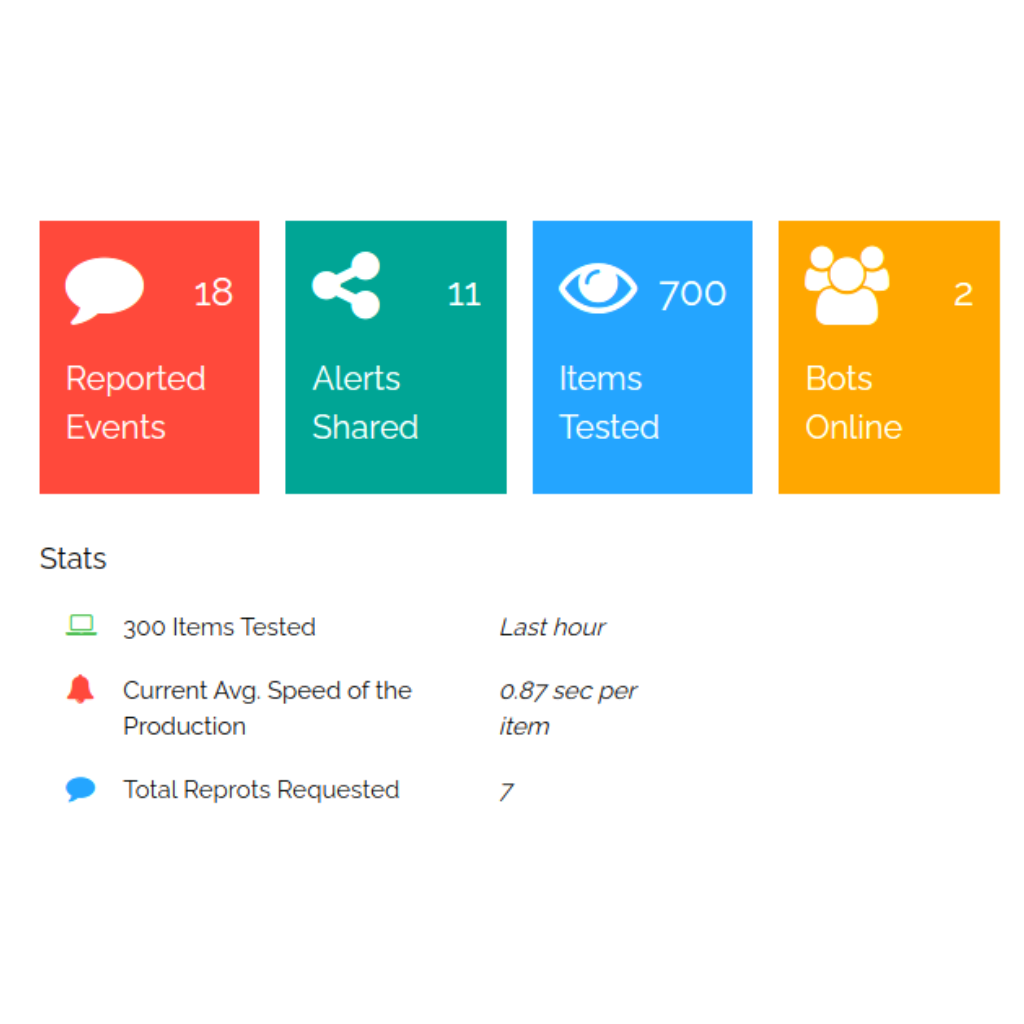 18
Reported
Events
11
Alerts
Shared
700
Items
Tested
2
Bots
Online
Stats
300 Items Tested
Last hour
Current Avg. Speed of the
Production
0.87 sec per
item
Total Reprots Requested
7